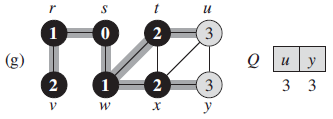 r s t u
1 0 2 3
(g) Q u y
2 1 2 3 3 3
v w x y